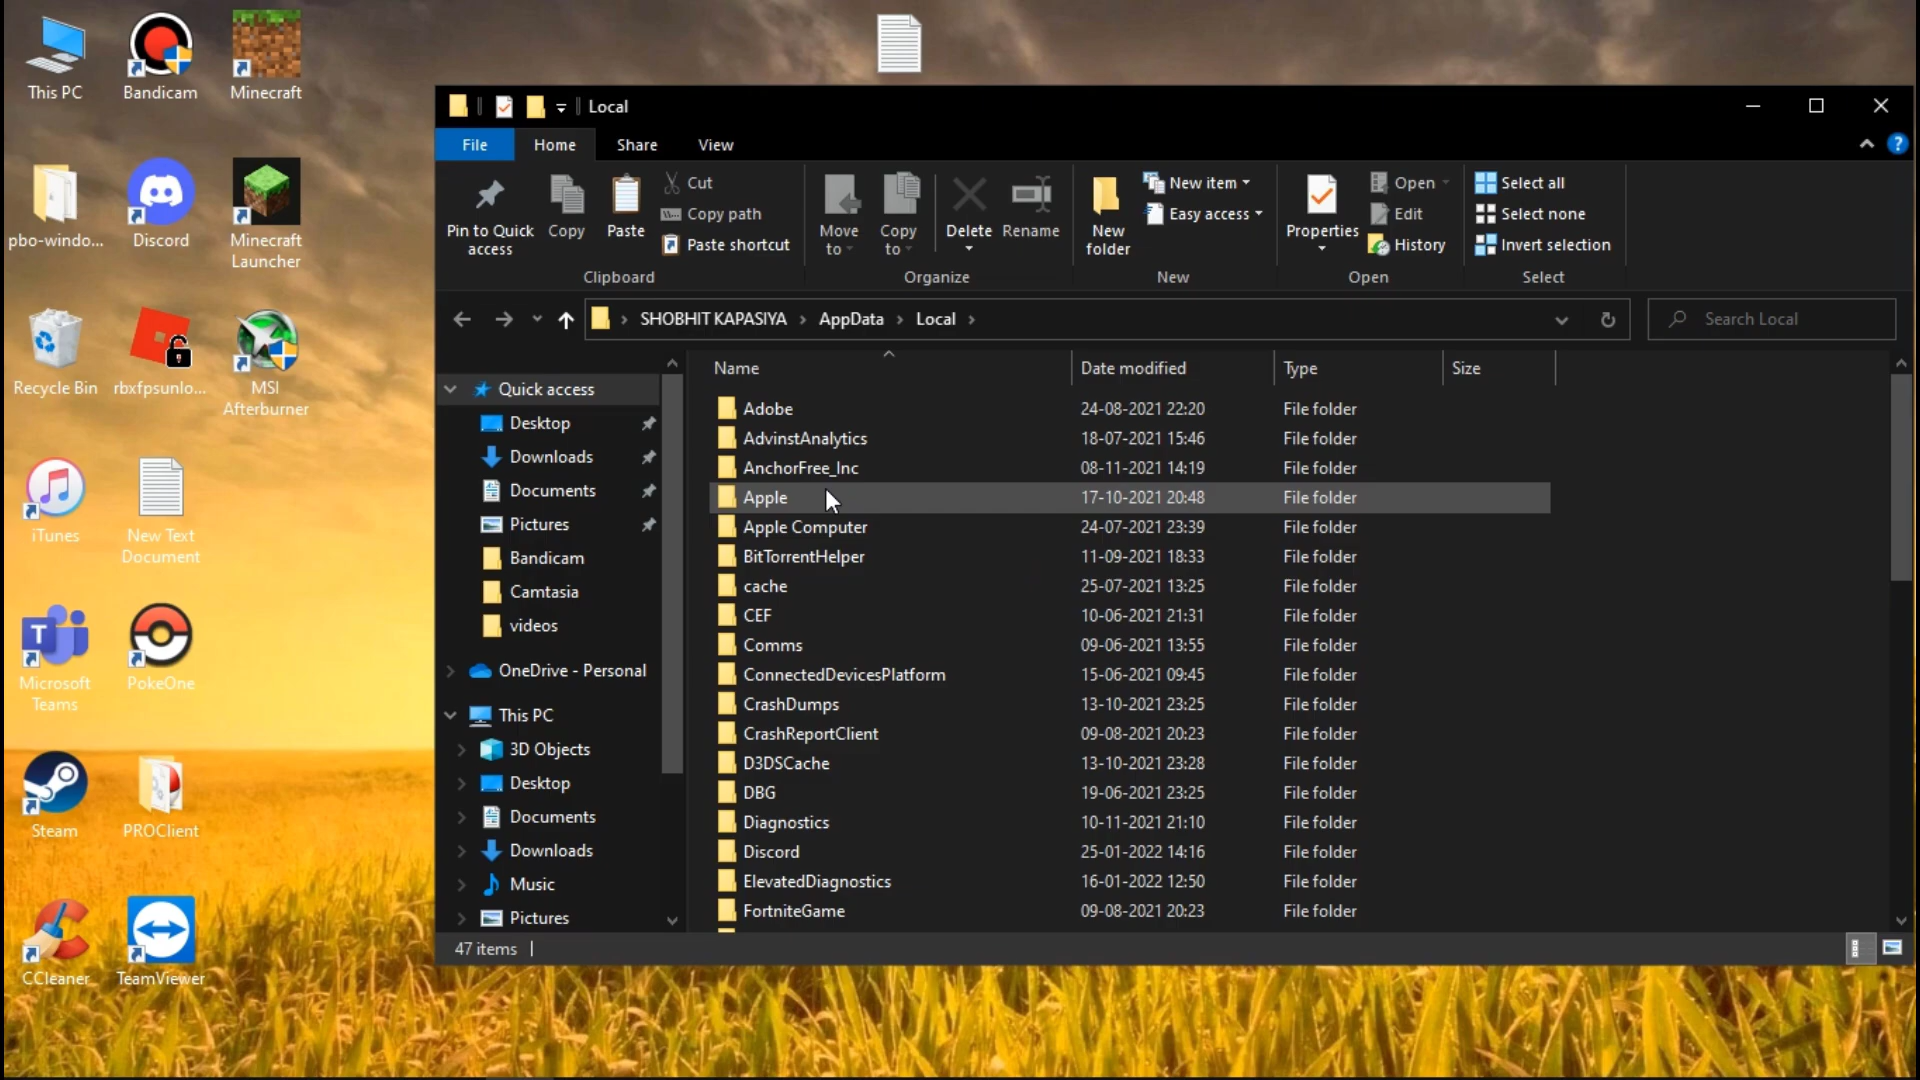 This PC
Bandicam
Minecraft
pbo-windo...
Discord
Minecraft
Launcher
Recycle Bin
rbxfpsunlo...
MSI
Afterburner
iTunes
New Text
Document
Microsoft
Teams
PokeOne
Steam
PROClient
CCleaner
TeamViewer
Local
File
Home
Share
View
Pin to Quick
access
Copy
Paste
Cut
Copy path
Paste shortcut
Clipboard
Move
to
Copy
to
Delete
Rename
Organize
New
folder
New item
Easy access
New
Properties
Open
Edit
History
Open
Select all
Select none
Invert selection
Select
SHOBHIT KAPASIYA > AppData > Local >
Search Local
Quick access
Desktop
Downloads
Documents
Pictures
Bandicam
Camtasia
videos
OneDrive - Personal
This PC
3D Objects
Desktop
Documents
Downloads
Music
Pictures
Name Date modified Type Size
Adobe 24-08-2021 22:20 File folder
AdvinstAnalytics 18-07-2021 15:46 File folder
AnchorFree_Inc 08-11-2021 14:19 File folder
Apple 17-10-2021 20:48 File folder
Apple Computer 24-07-2021 23:39 File folder
BitTorrentHelper 11-09-2021 18:33 File folder
cache 25-07-2021 13:25 File folder
CEF 10-06-2021 21:31 File folder
Comms 09-06-2021 13:55 File folder
ConnectedDevicesPlatform 15-06-2021 09:45 File folder
CrashDumps 13-10-2021 23:25 File folder
CrashReportClient 09-08-2021 20:23 File folder
D3DSCache 13-10-2021 23:28 File folder
DBG 19-06-2021 23:25 File folder
Diagnostics 10-11-2021 21:10 File folder
Discord 25-01-2022 14:16 File folder
ElevatedDiagnostics 16-01-2022 12:50 File folder
FortniteGame 09-08-2021 20:23 File folder
47 items